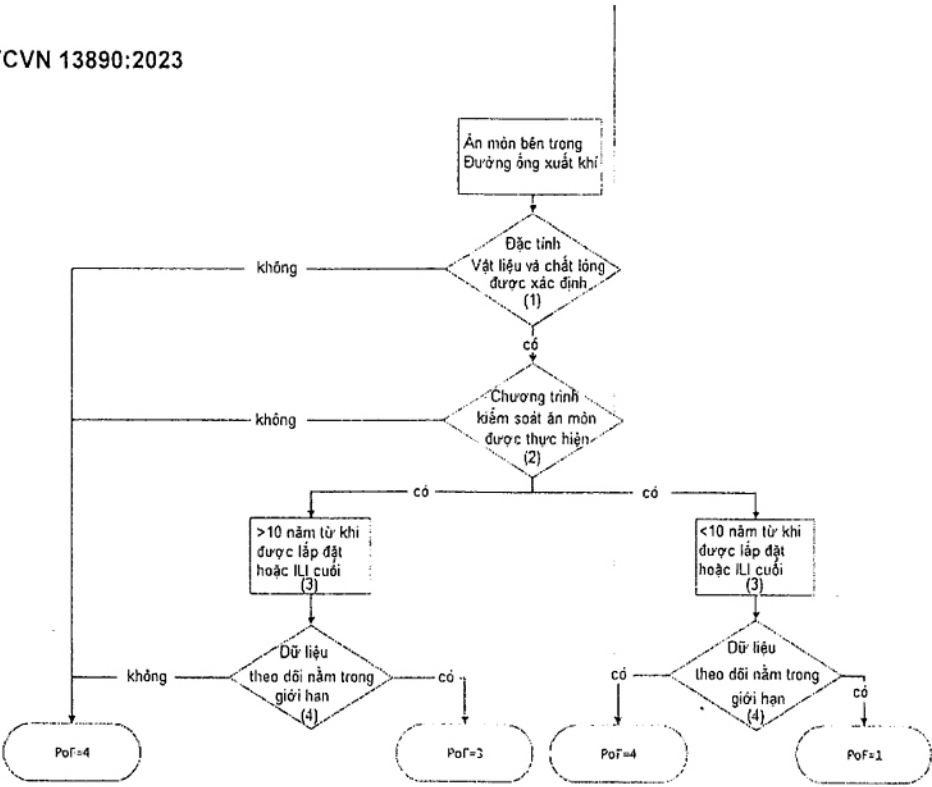 TCVN 13890:2023
Ăn mòn bên trong
Đường ống xuất khí
Đặc tính
Vật liệu và chất lỏng
được xác định
(1)
không
có
Chương trình
kiểm soát ăn mòn
được thực hiện
(2)
không
có
có
>10 năm từ khi
được lắp đặt
hoặc ILI cuối
(3)
<10 năm từ khi
được lắp đặt
hoặc ILI cuối
(3)
Dữ liệu
theo dõi nằm trong
giới hạn
(4)
không
có
Dữ liệu
theo dõi nằm trong
giới hạn
(4)
có
có
PoF=4
PoF=3
PoF=4
PoF=1